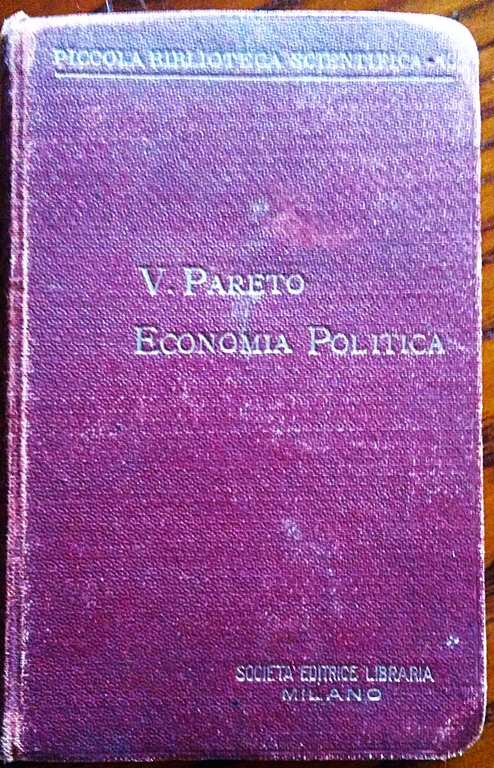 PICCOLA BIBLIOTECA SCIENTIFICA
V. PARETO
ECONOMIA POLITICA
SOCIETA' EDITRICE LIBRARIA
MILANO